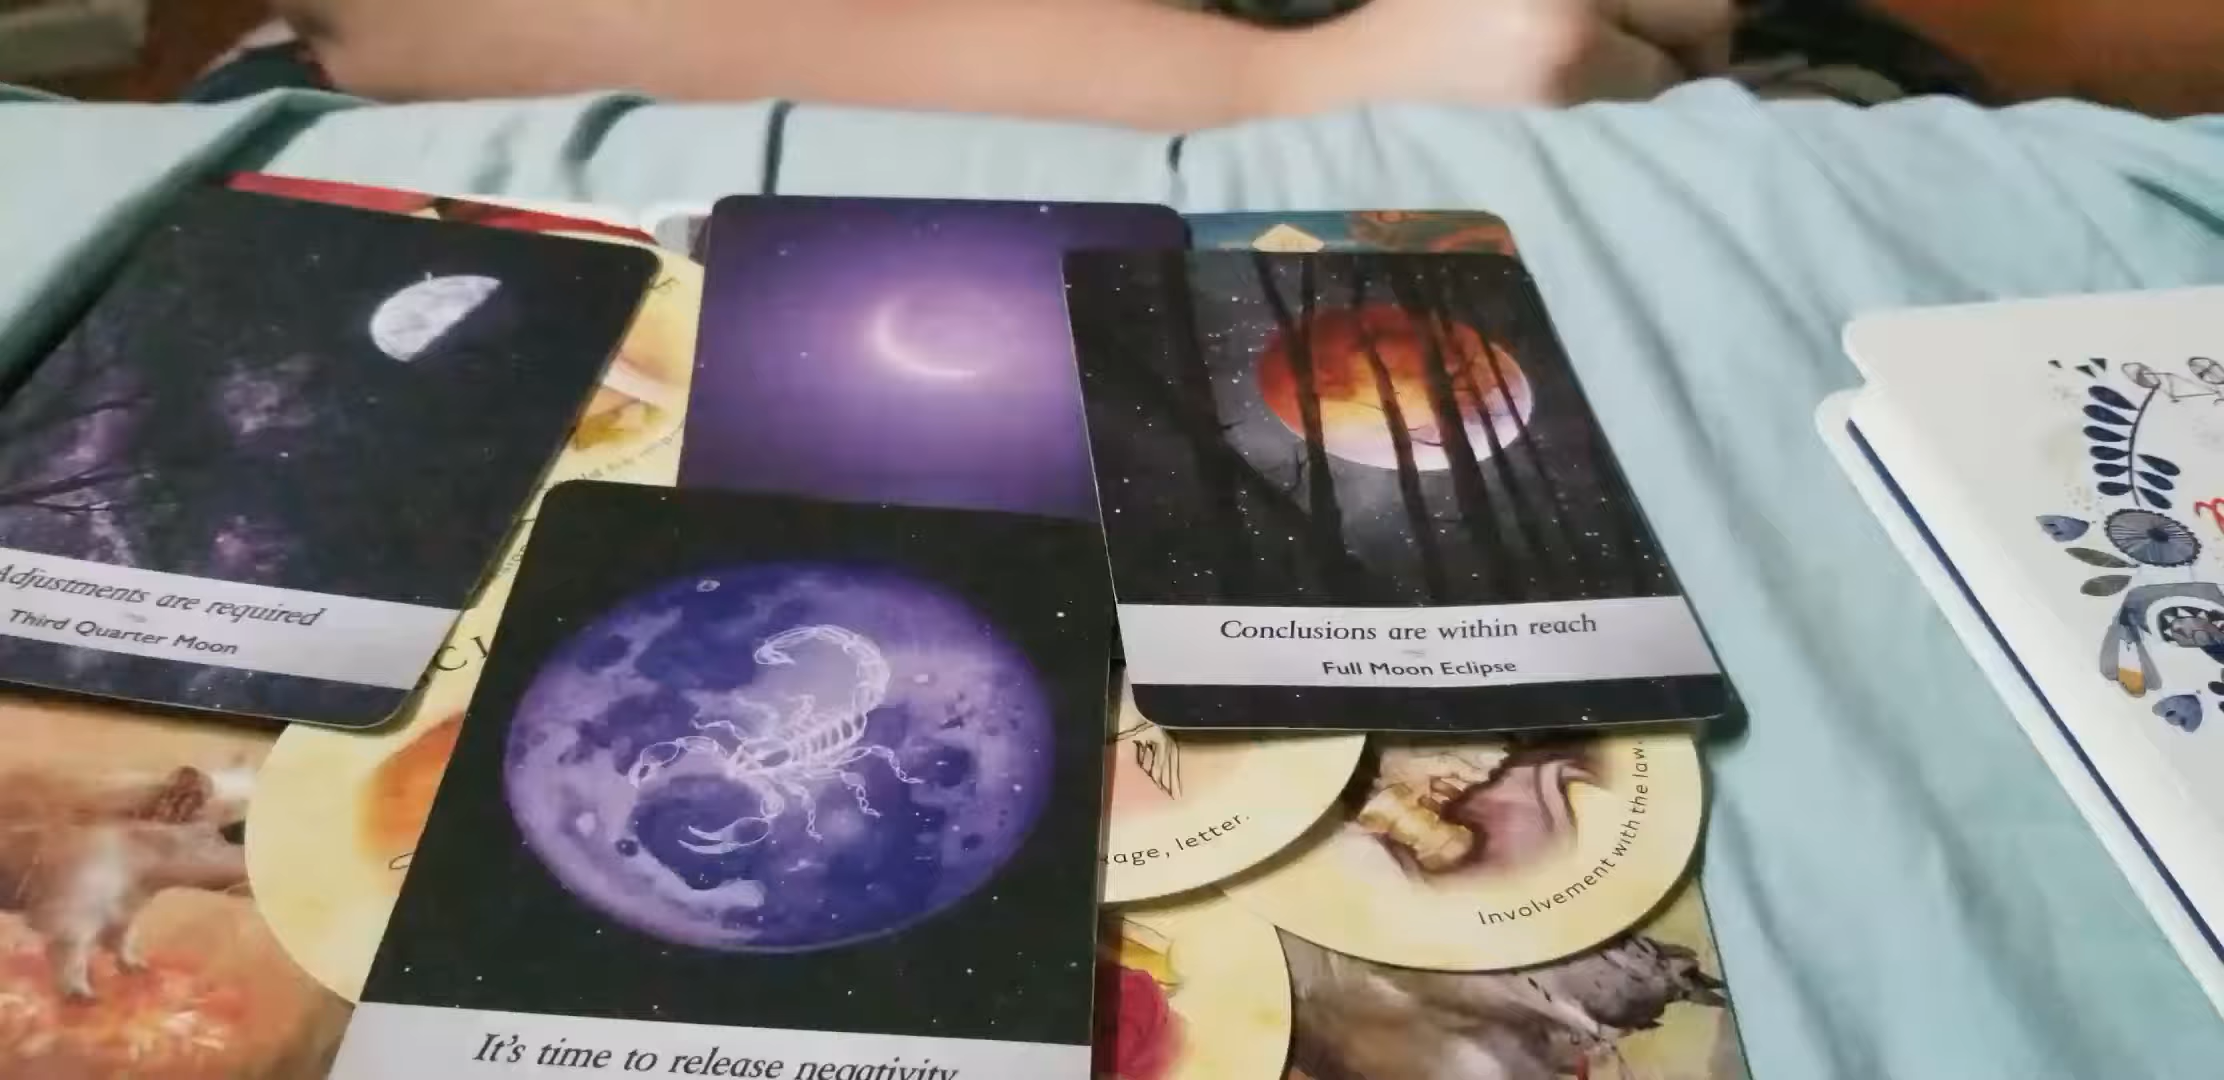 Adjustments are required
Third Quarter Moon
Conclusions are within reach
Full Moon Eclipse
age, letter.
Involvement with the law.
It's time to release negativity